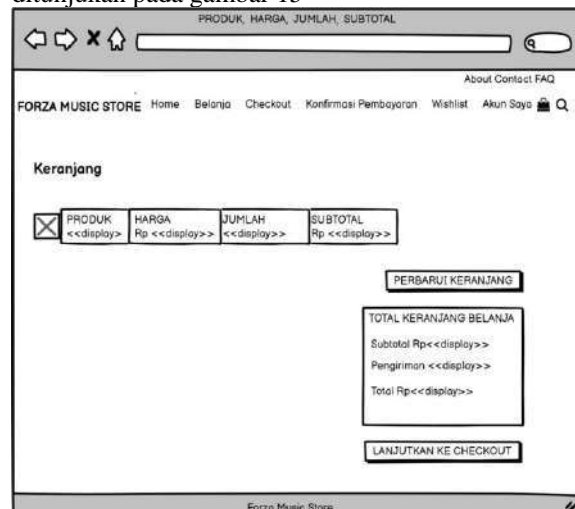 ditunjukan pada gambar 13
PRODUK, HARGA, JUMLAH, SUBTOTAL
About Contact FAQ
FORZA MUSIC STORE Home Belanja Checkout Konfirmasi Pembayaran Wishlist Akun Saya
Keranjang
PRODUK HARGA JUMLAH SUBTOTAL
<<display> Rp <<display>> <<display>> Rp <<display>>
PERBARUI KERANJANG
TOTAL KERANJANG BELANJA
Subtotal Rp<<display>>
Pengiriman <<display>>
Total Rp<<display>>
LANJUTKAN KE CHECKOUT
Forza Music Store